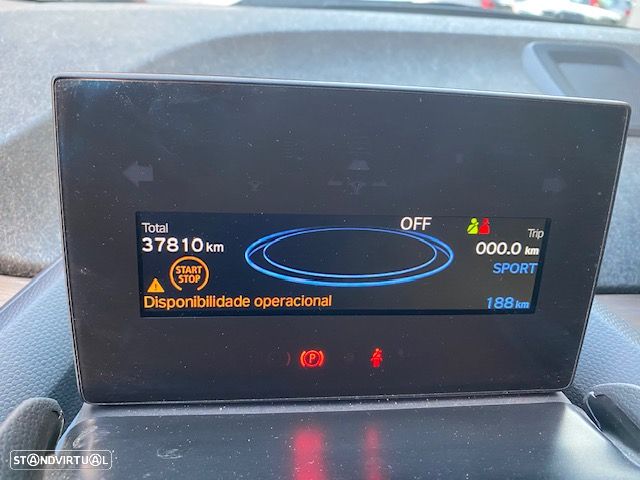 OFF
Total
Trip
37810 km
000.0 km
START
STOP
SPORT
Disponibilidade operacional
188 km
P
STANDVIRTUAL